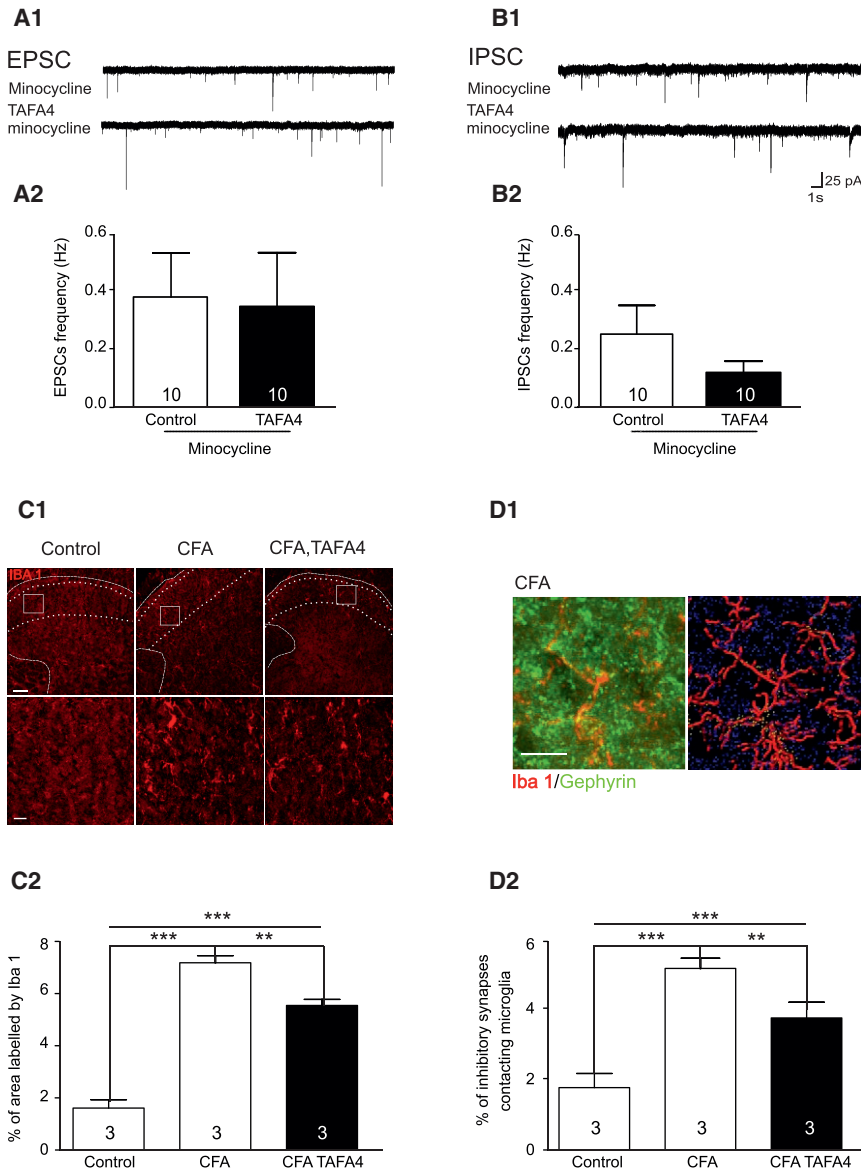 A1
EPSC
Minocycline
TAFA4
minocycline
B1
IPSC
Minocycline
TAFA4
minocycline
25 pA
1s
A2
EPSCs frequency (Hz)
0.6
0.4
0.2
0.0
10
10
Control
TAFA4
Minocycline
B2
IPSCs frequency (Hz)
0.6
0.4
0.2
0.0
10
10
Control
TAFA4
Minocycline
C1
Control
CFA
CFA,TAFA4
IBA 1
D1
CFA
Iba 1/Gephyrin
C2
% of area labelled by Iba 1
8
6
4
2
0
***
***
**
3
3
3
Control
CFA
CFA TAFA4
D2
% of inhibitory synapses
contacting microglia
6
4
2
0
***
***
**
3
3
3
Control
CFA
CFA TAFA4